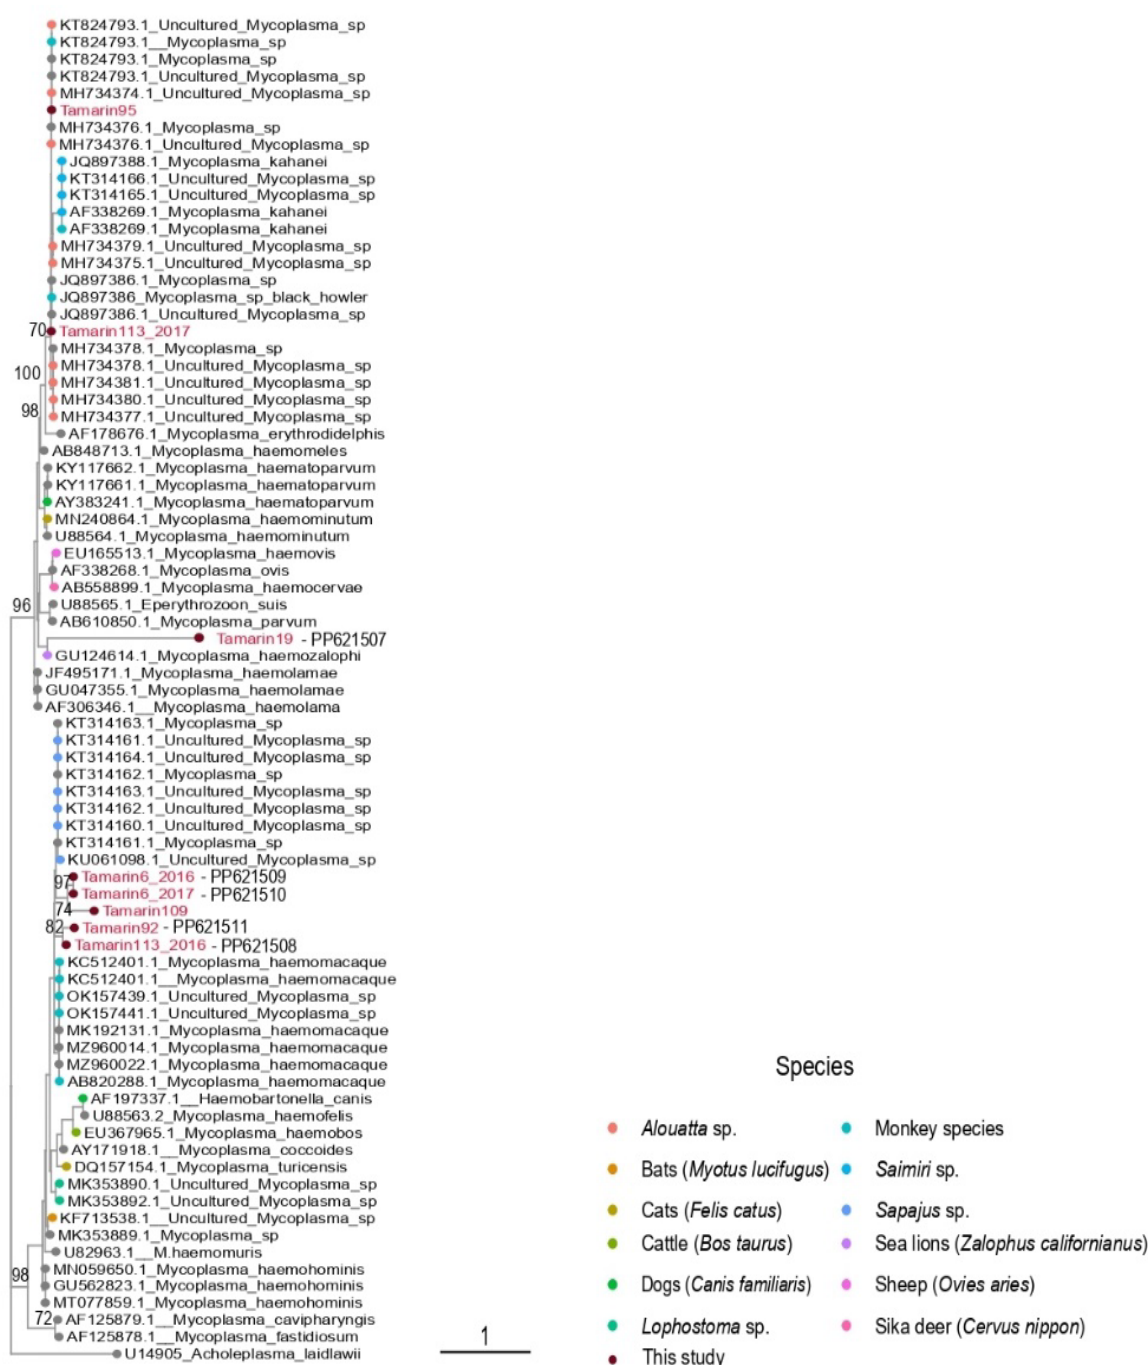 KT824793.1_Uncultured_Mycoplasma_sp
KT824793.1__Mycoplasma_sp
KT824793.1_Mycoplasma_sp
KT824793.1_Uncultured_Mycoplasma_sp
MH734374.1_Uncultured_Mycoplasma_sp
Tamarin95
MH734376.1_Mycoplasma_sp
MH734376.1_Uncultured_Mycoplasma_sp
JQ897388.1_Mycoplasma_kahanei
KT314166.1_Uncultured_Mycoplasma_sp
KT314165.1_Uncultured_Mycoplasma_sp
AF338269.1_Mycoplasma_kahanei
AF338269.1_Mycoplasma_kahanei
MH734379.1_Uncultured_Mycoplasma_sp
MH734375.1_Uncultured_Mycoplasma_sp
JQ897386.1_Mycoplasma_sp
JQ897386_Mycoplasma_sp_black_howler
JQ897386.1_Uncultured_Mycoplasma_sp
70 Tamarin113_2017
MH734378.1_Mycoplasma_sp
MH734378.1_Uncultured_Mycoplasma_sp
100
MH734381.1_Uncultured_Mycoplasma_sp
MH734380.1_Uncultured_Mycoplasma_sp
98
MH734377.1_Uncultured_Mycoplasma_sp
AF178676.1_Mycoplasma_erythrodidelphis
AB848713.1_Mycoplasma_haemomeles
KY117662.1_Mycoplasma_haematoparvum
KY117661.1_Mycoplasma_haematoparvum
AY383241.1_Mycoplasma_haematoparvum
MN240864.1_Mycoplasma_haemominutum
U88564.1_Mycoplasma_haemominutum
EU165513.1_Mycoplasma_haemovis
AF338268.1_Mycoplasma_ovis
AB558899.1_Mycoplasma_haemocervae
96 U88565.1_Eperythrozoon_suis
AB610850.1_Mycoplasma_parvum
Tamarin19 - PP621507
GU124614.1_Mycoplasma_haemozalophi
JF495171.1_Mycoplasma_haemolamae
GU047355.1_Mycoplasma_haemolamae
AF306346.1__Mycoplasma_haemolama
KT314163.1_Mycoplasma_sp
KT314161.1_Uncultured_Mycoplasma_sp
KT314164.1_Uncultured_Mycoplasma_sp
KT314162.1_Mycoplasma_sp
KT314163.1_Uncultured_Mycoplasma_sp
KT314162.1_Uncultured_Mycoplasma_sp
KT314160.1_Uncultured_Mycoplasma_sp
KT314161.1_Mycoplasma_sp
KU061098.1_Uncultured_Mycoplasma_sp
97 Tamarin6_2016 - PP621509
Tamarin6_2017 - PP621510
74 Tamarin109
82 Tamarin92 - PP621511
Tamarin113_2016 - PP621508
KC512401.1_Mycoplasma_haemomacaque
KC512401.1__Mycoplasma_haemomacaque
OK157439.1_Uncultured_Mycoplasma_sp
OK157441.1_Uncultured_Mycoplasma_sp
MK192131.1_Mycoplasma_haemomacaque
MZ960014.1_Mycoplasma_haemomacaque
MZ960022.1_Mycoplasma_haemomacaque
AB820288.1_Mycoplasma_haemomacaque
AF197337.1__Haemobartonella_canis
U88563.2_Mycoplasma_haemofelis
EU367965.1_Mycoplasma_haemobos
AY171918.1_Mycoplasma_coccoides
DQ157154.1_Mycoplasma_turicensis
MK353890.1_Uncultured_Mycoplasma_sp
MK353892.1_Uncultured_Mycoplasma_sp
KF713538.1__Uncultured_Mycoplasma_sp
MK353889.1_Mycoplasma_sp
U82963.1__M.haemomuris
MN059650.1_Mycoplasma_haemohominis
98 GU562823.1_Mycoplasma_haemohominis
MT077859.1_Mycoplasma_haemohominis
72 AF125879.1_Mycoplasma_cavipharyngis
AF125878.1_Mycoplasma_fastidiosum
U14905_Acholeplasma_laidlawii
1
Species
Alouatta sp.
Bats (Myotus lucifugus)
Cats (Felis catus)
Cattle (Bos taurus)
Dogs (Canis familiaris)
Lophostoma sp.
This study
Monkey species
Saimiri sp.
Sapajus sp.
Sea lions (Zalophus californianus)
Sheep (Ovies aries)
Sika deer (Cervus nippon)